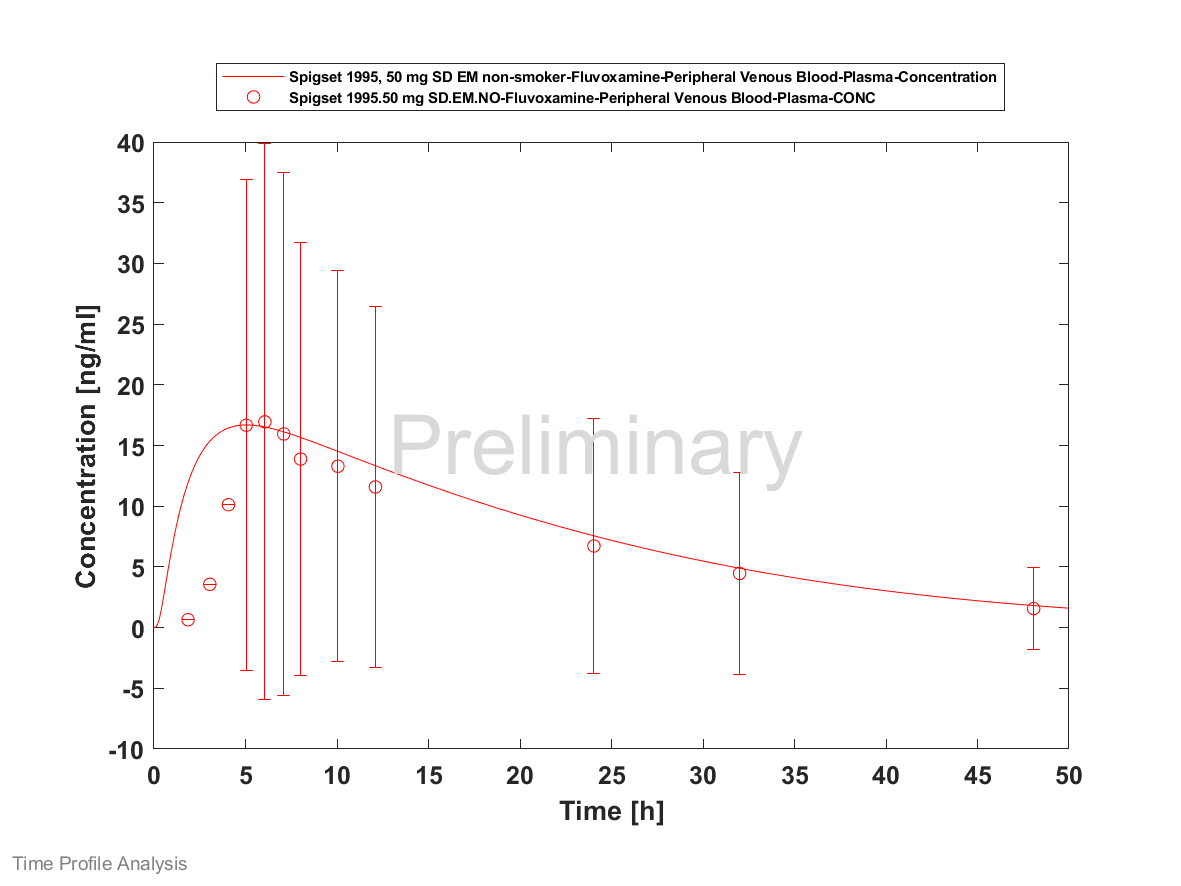 Spigset 1995, 50 mg SD EM non-smoker-Fluvoxamine-Peripheral Venous Blood-Plasma-Concentration
Spigset 1995.50 mg SD.EM.NO-Fluvoxamine-Peripheral Venous Blood-Plasma-CONC
40
35
30
25
20
15
10
5
0
-5
-10
Concentration [ng/ml]
Preliminary
0 5 10 15 20 25 30 35 40 45 50
Time [h]
Time Profile Analysis